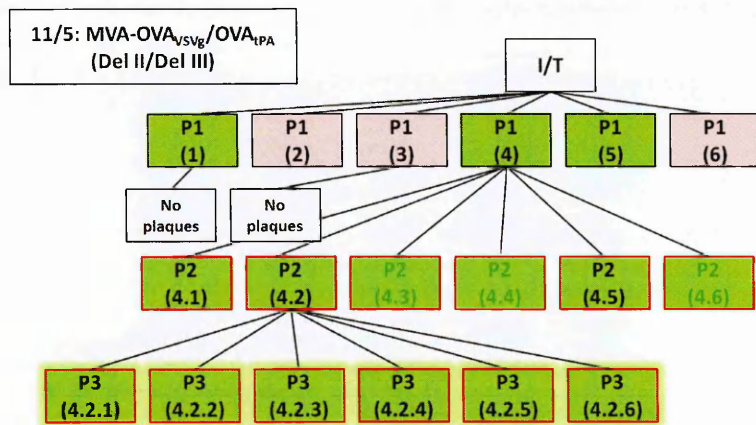 11/5: MVA-OVAVSVg/OVAtPA
(Del II/Del III)
I/T
P1
(1)
P1
(2)
P1
(3)
P1
(4)
P1
(5)
P1
(6)
No
plaques
No
plaques
P2
(4.1)
P2
(4.2)
P2
(4.3)
P2
(4.4)
P2
(4.5)
P2
(4.6)
P3
(4.2.1)
P3
(4.2.2)
P3
(4.2.3)
P3
(4.2.4)
P3
(4.2.5)
P3
(4.2.6)